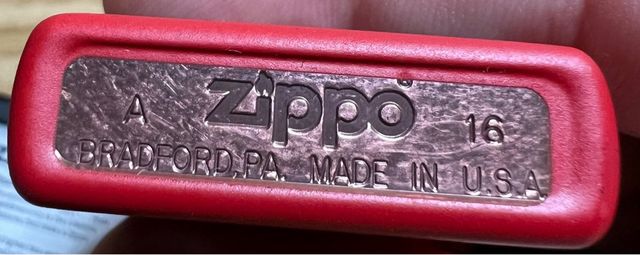 A Zippo® 16
BRADFORD, PA. MADE IN U.S.A